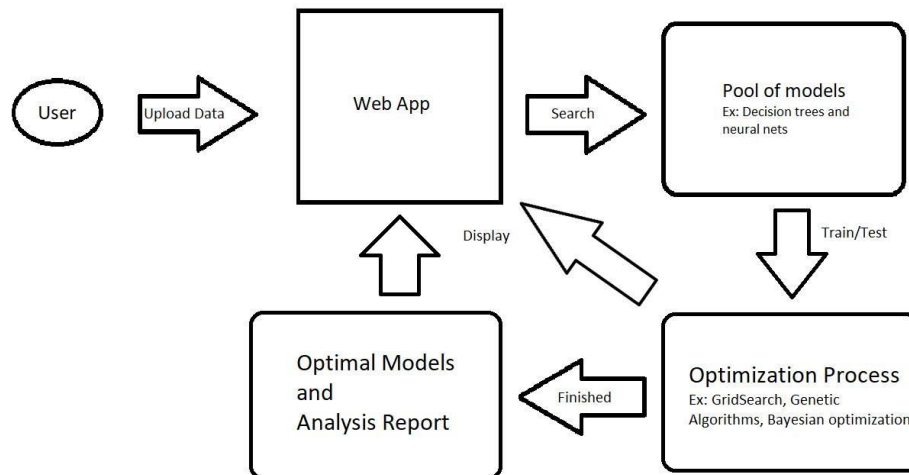 User
Upload Data
Web App
Search
Pool of models
Ex: Decision trees and
neural nets
Train/Test
Display
Optimization Process
Ex: GridSearch, Genetic
Algorithms, Bayesian optimization
Finished
Optimal Models
and
Analysis Report